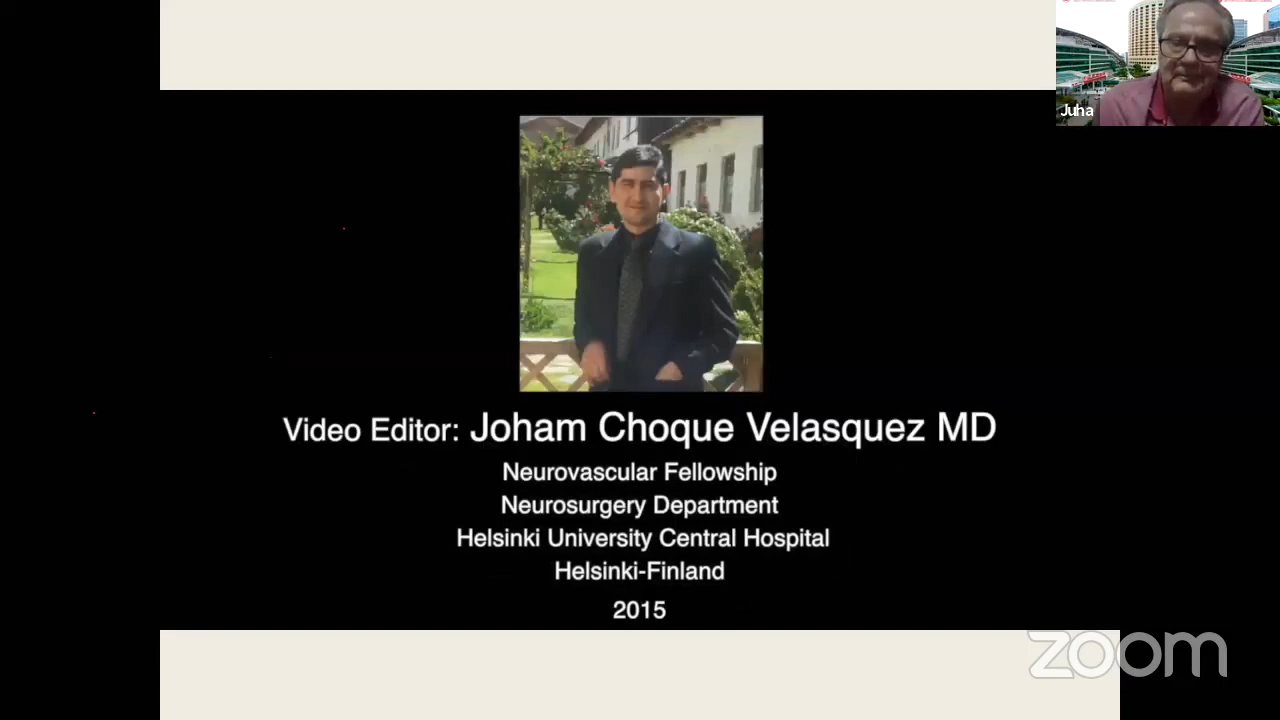 Juha
Video Editor: Joham Choque Velasquez MD
Neurovascular Fellowship
Neurosurgery Department
Helsinki University Central Hospital
Helsinki-Finland
2015
zoom